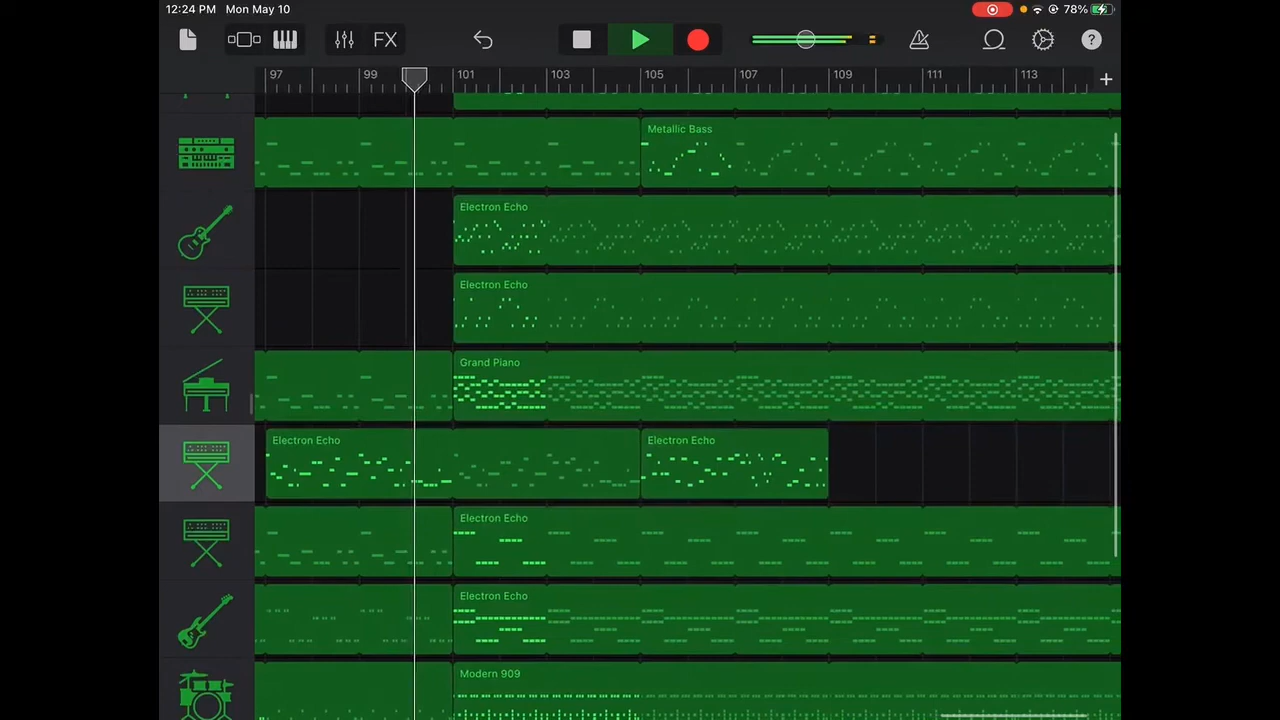 12:24 PM Mon May 10 78%
FX ?
97 99 101 103 105 107 109 111 113 +
Metallic Bass
Electron Echo
Electron Echo
Grand Piano
Electron Echo Electron Echo
Electron Echo
Electron Echo
Modern 909